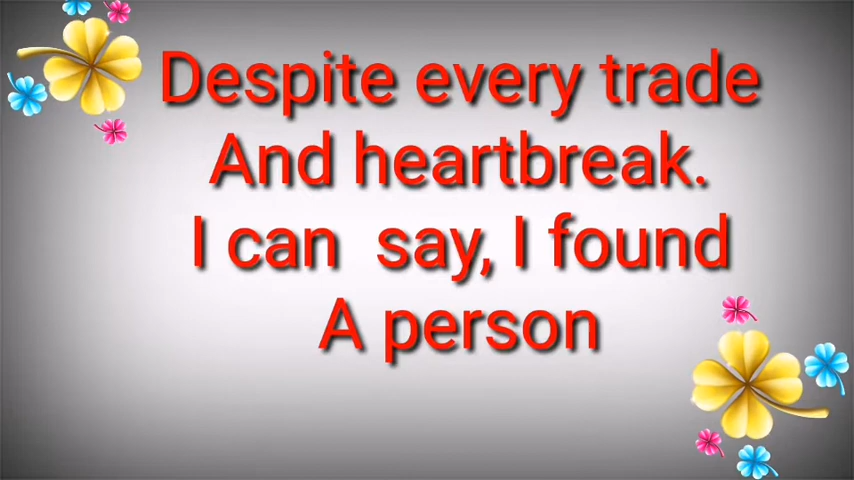 Despite every trade
And heartbreak.
I can say, I found
A person